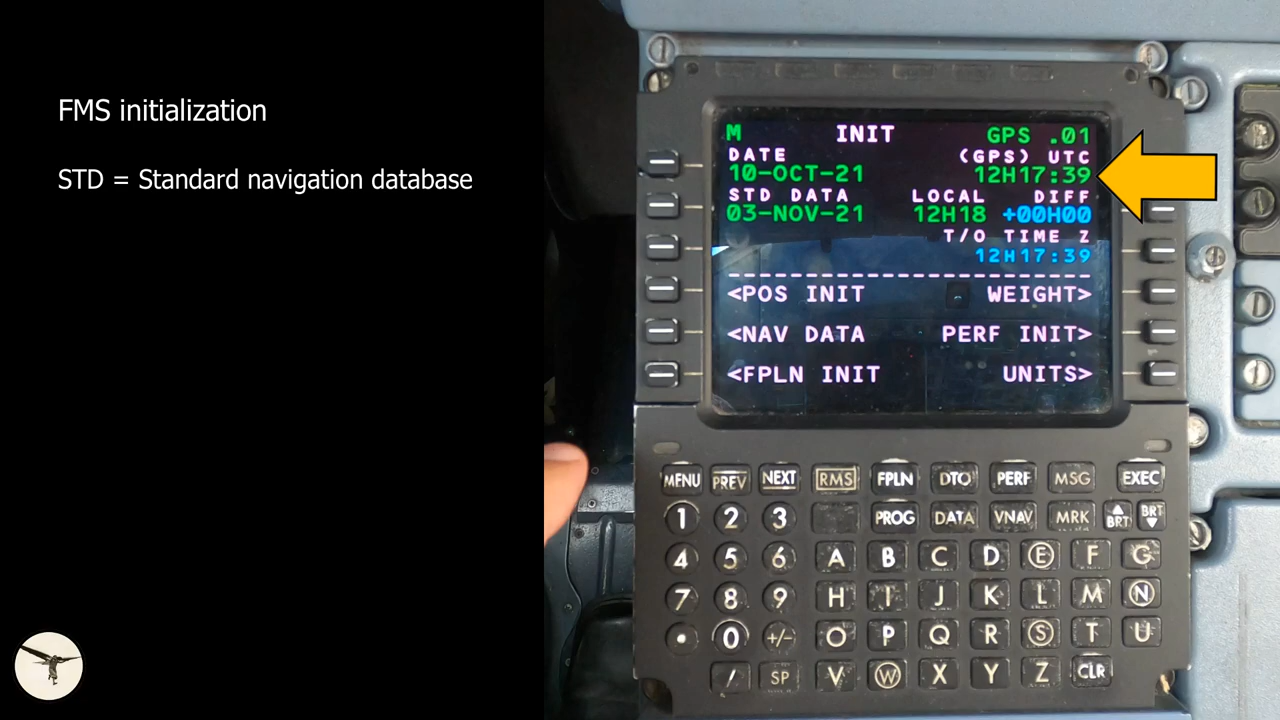 FMS initialization
STD = Standard navigation database
M INIT GPS .01
DATE (GPS) UTC
10-OCT-21 12H17:39
STD DATA LOCAL DIFF
03-NOV-21 12H18 +00H00
T/O TIME Z
12H17:39
------------------------
<POS INIT WEIGHT>
<NAV DATA PERF INIT>
<FPLN INIT UNITS>
MENU PREV NEXT RMS FPLN DTO PERF MSG EXEC
1 2 3 PROG DATA VNAV MRK BRT BRT
4 5 6 A B C D E F G
7 8 9 H I J K L M N
. 0 +/- O P Q R S T U
/ SP V W X Y Z CLR